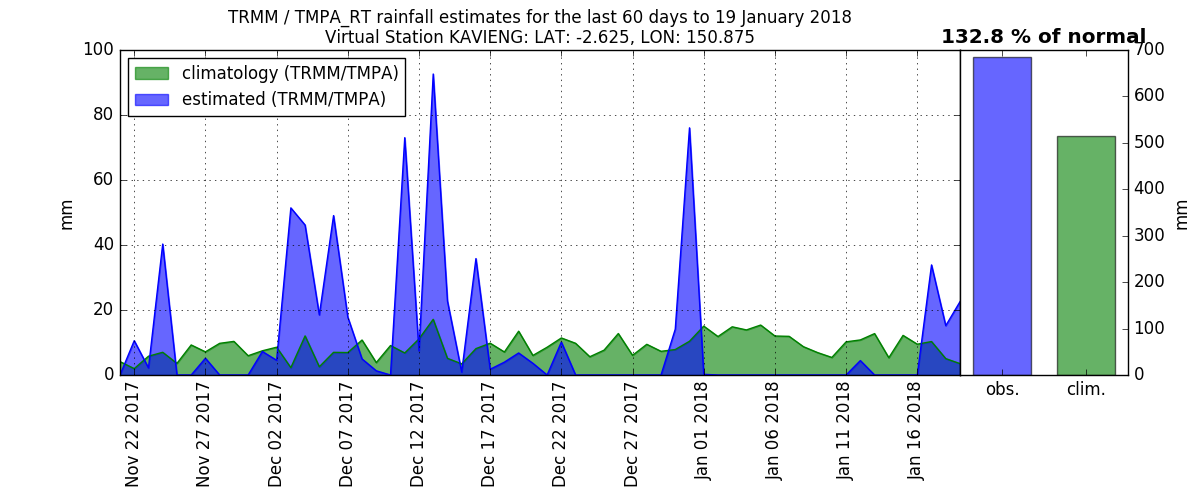 TRMM / TMPA_RT rainfall estimates for the last 60 days to 19 January 2018
Virtual Station KAVIENG: LAT: -2.625, LON: 150.875
132.8 % of normal
climatology (TRMM/TMPA)
estimated (TRMM/TMPA)
100
80
60
40
20
0
mm
700
600
500
400
300
200
100
0
mm
Nov 22 2017
Nov 27 2017
Dec 02 2017
Dec 07 2017
Dec 12 2017
Dec 17 2017
Dec 22 2017
Dec 27 2017
Jan 01 2018
Jan 06 2018
Jan 11 2018
Jan 16 2018
obs.
clim.